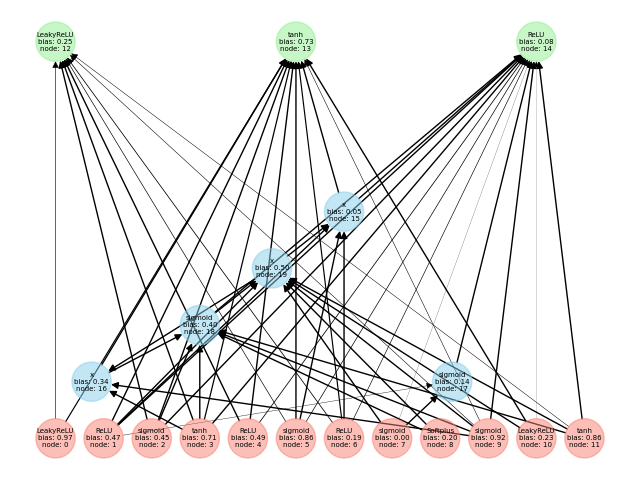 LeakyReLU
bias: 0.25
node: 12
tanh
bias: 0.73
node: 13
ReLU
bias: 0.08
node: 14
x
bias: 0.05
node: 15
x
bias: 0.50
node: 19
sigmoid
bias: 0.40
node: 18
x
bias: 0.34
node: 16
sigmoid
bias: 0.14
node: 17
LeakyReLU
bias: 0.97
node: 0
ReLU
bias: 0.47
node: 1
sigmoid
bias: 0.45
node: 2
tanh
bias: 0.71
node: 3
ReLU
bias: 0.49
node: 4
sigmoid
bias: 0.86
node: 5
ReLU
bias: 0.19
node: 6
sigmoid
bias: 0.00
node: 7
Softplus
bias: 0.20
node: 8
sigmoid
bias: 0.92
node: 9
LeakyReLU
bias: 0.23
node: 10
tanh
bias: 0.86
node: 11